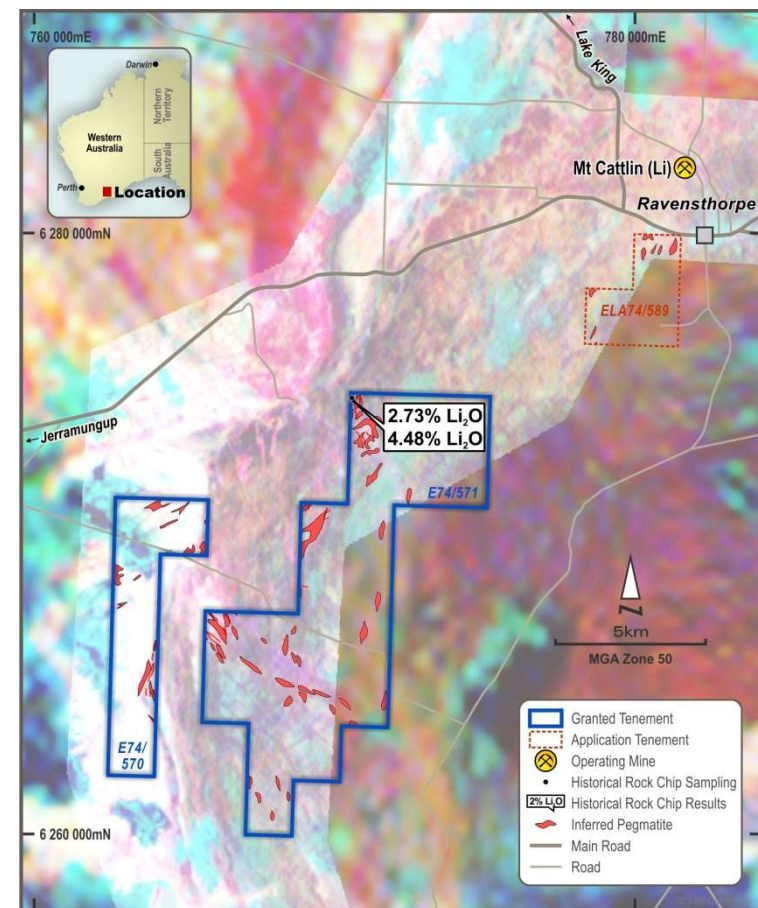 760 000mE
780 000mE
Lake King
Darwin
Western
Australia
Northern
Territory
South
Australia
Perth
Location
Mt Cattlin (Li)
Ravensthorpe
6 280 000mN
ELA74/589
2.73% Li₂O
4.48% Li₂O
Jerramungup
E74/571
N
5km
MGA Zone 50
E74/
570
6 260 000mN
Granted Tenement
Application Tenement
Operating Mine
Historical Rock Chip Sampling
2% Li₂O
Historical Rock Chip Results
Inferred Pegmatite
Main Road
Road